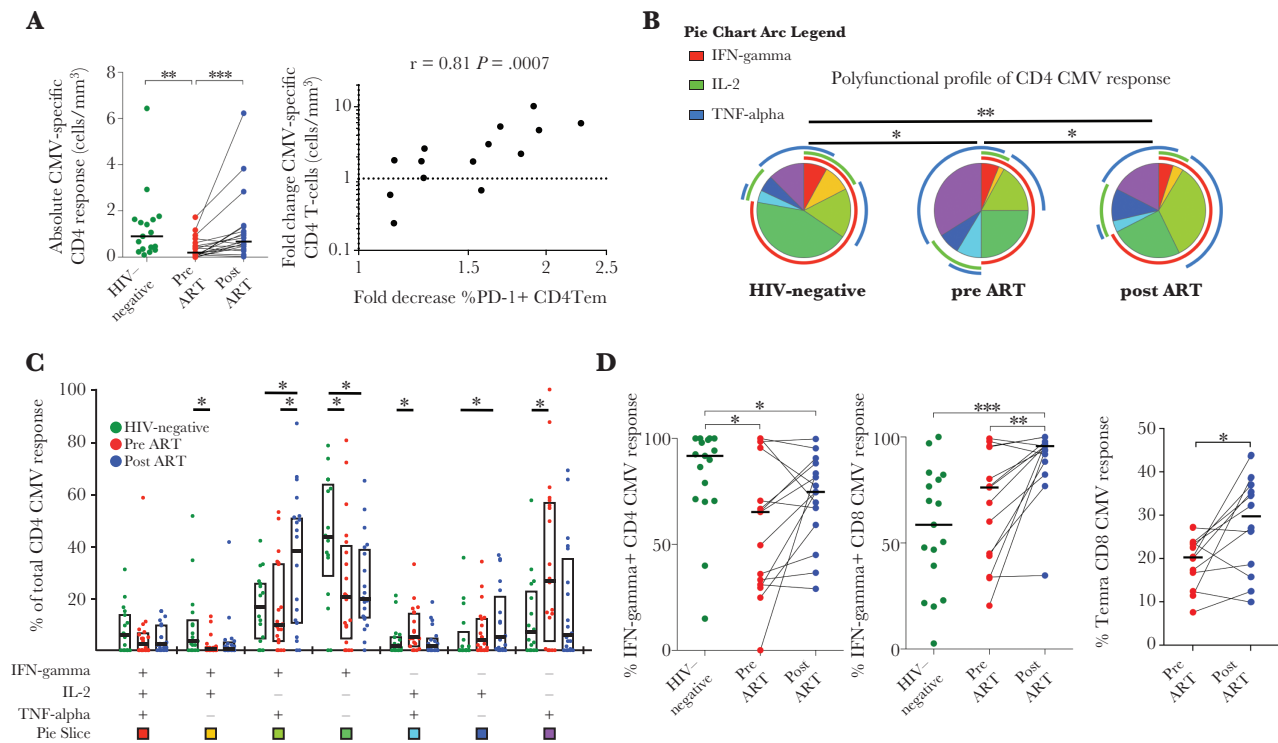 A
Absolute CMV-specific
CD4 response (cells/mm³)
8
6
4
2
0
** ***
HIV–
negative
Pre
ART
Post
ART
r = 0.81 P = .0007
Fold change CMV-specific
CD4 T-cells (cells/mm³)
10
1
0.1
1 1.5 2 2.5
Fold decrease %PD-1+ CD4Tem
B
Pie Chart Arc Legend
IFN-gamma
IL-2
TNF-alpha
Polyfunctional profile of CD4 CMV response
**
* *
HIV-negative pre ART post ART
C
% of total CD4 CMV response
100
80
60
40
20
HIV-negative
Pre ART
Post ART
* * * * * * * *
IFN-gamma + + + + – – –
IL-2 + + – – + + –
TNF-alpha + – + – + – +
Pie Slice
D
% IFN-gamma+ CD4 CMV response
100
50
0
*
*
HIV–
negative
Pre
ART
Post
ART
% IFN-gamma+ CD8 CMV response
100
50
0
***
**
HIV–
negative
Pre
ART
Post
ART
% Temra CD8 CMV response
50
40
30
20
10
0
*
Pre
ART
Post
ART